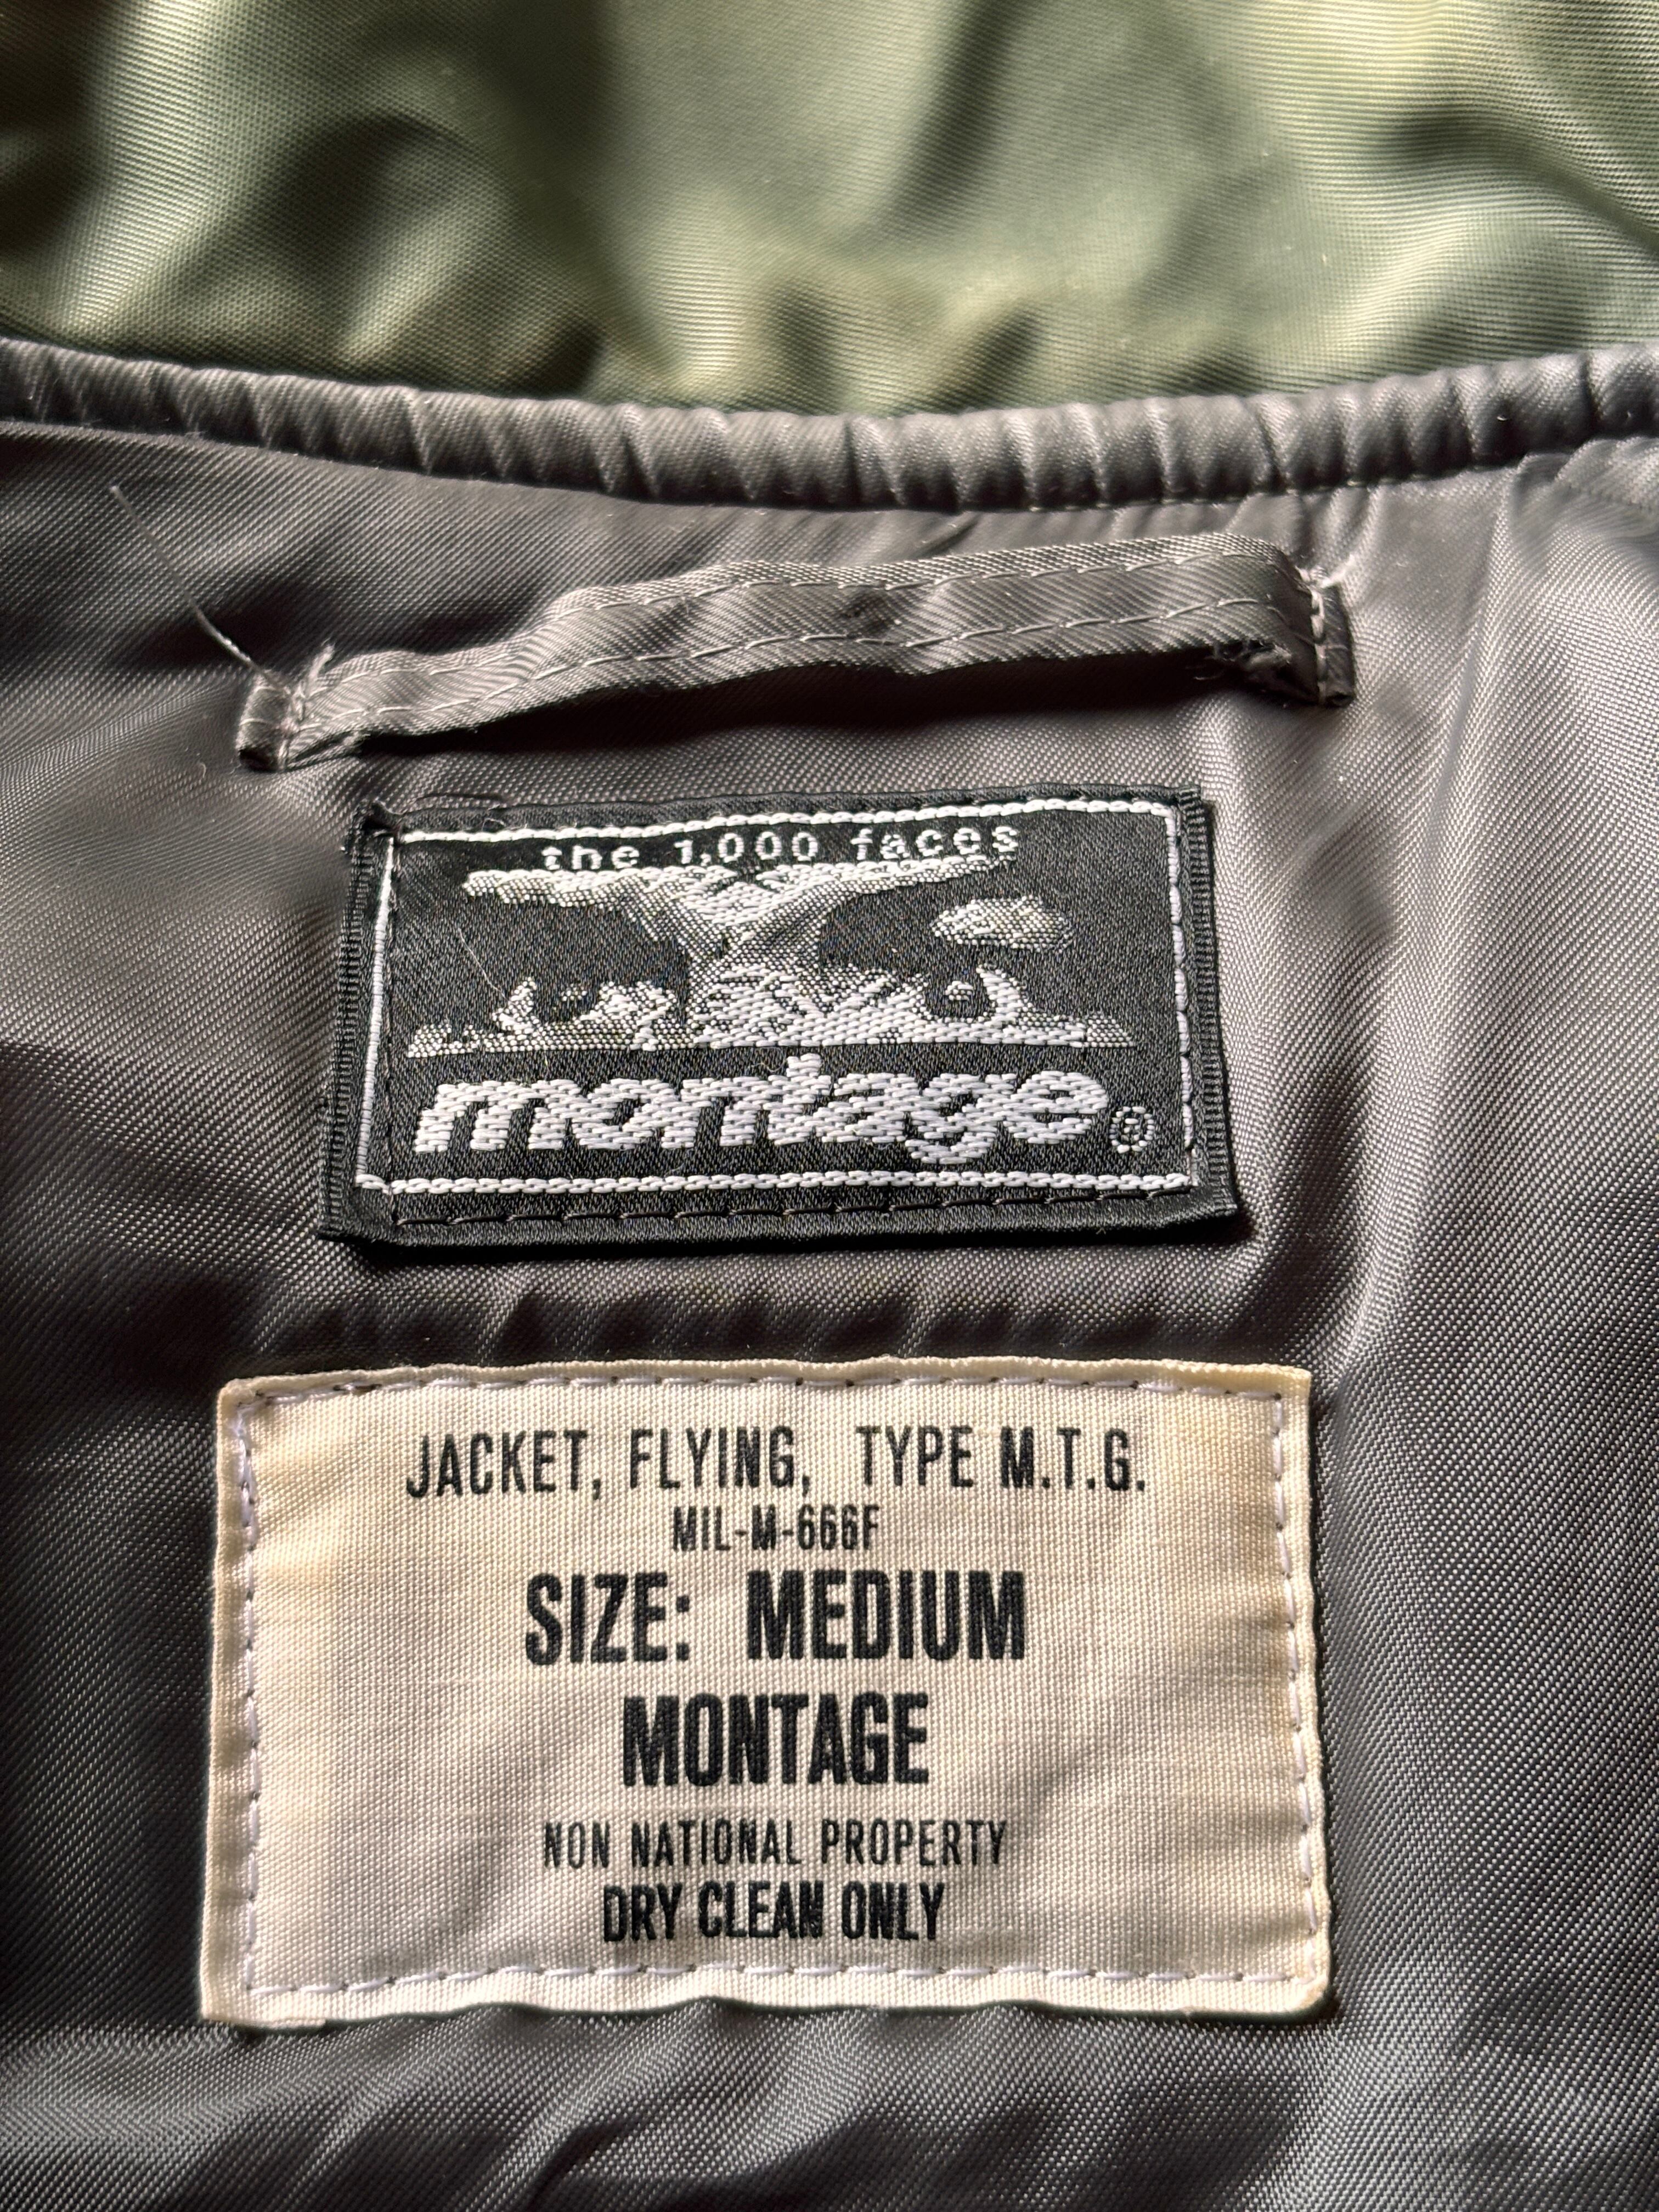 the 1,000 faces
montage®
JACKET, FLYING, TYPE M.T.G.
MIL-M-666F
SIZE: MEDIUM
MONTAGE
NON NATIONAL PROPERTY
DRY CLEAN ONLY